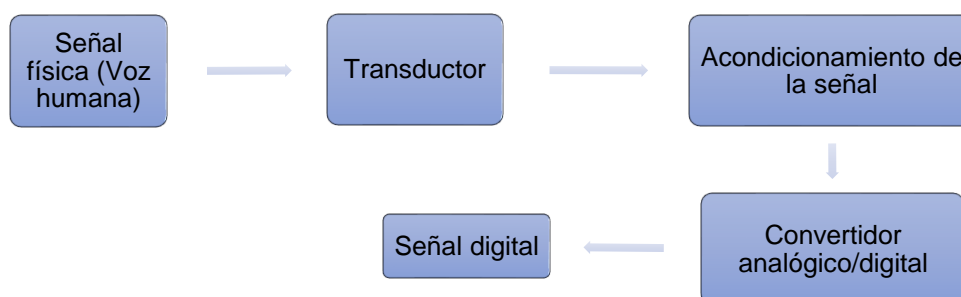 Señal
física (Voz
humana)
Transductor
Acondicionamiento de
la señal
Convertidor
analógico/digital
Señal digital